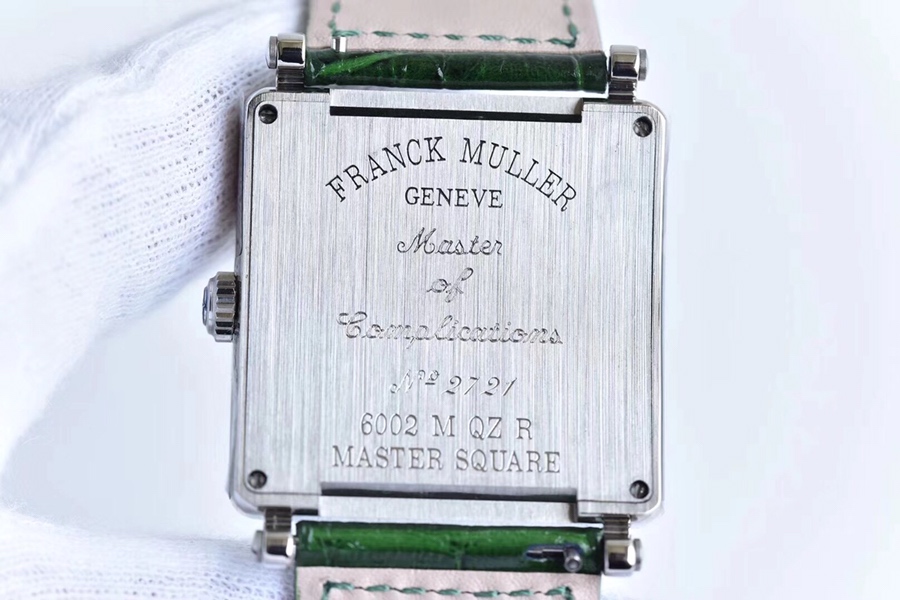 FRANCK MULLER
GENEVE
Master
of
Complications
Nº 2721
6002 M QZ R
MASTER SQUARE